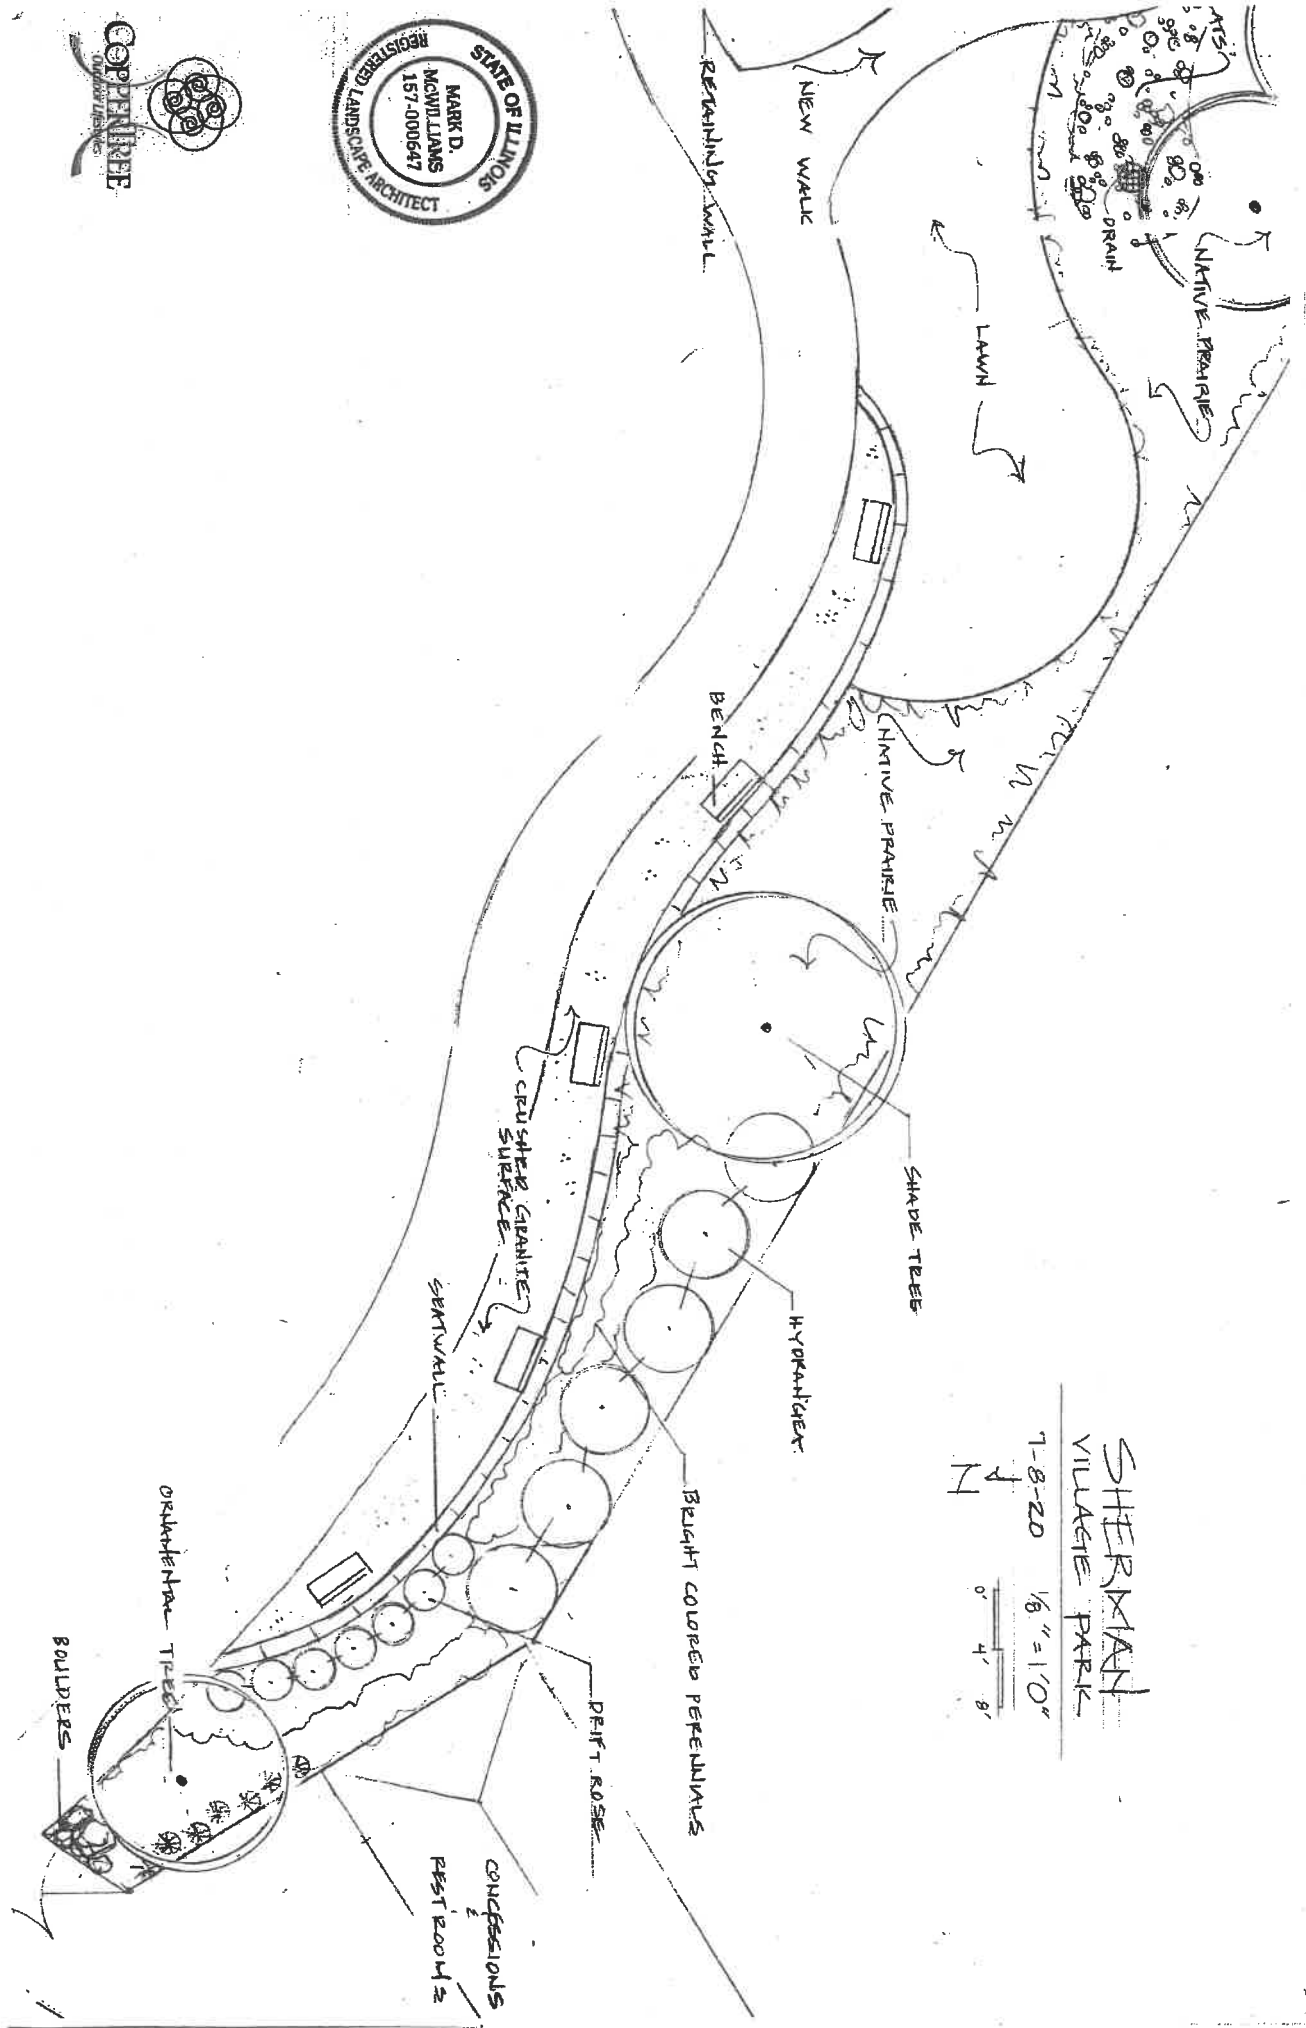 SHERMAN
VILLAGE PARK
7-8-20 1/8"=1'0"
N
0' 4' 8'
NATIVE PRAIRIE
DRAIN
LAWN
NEW WALK
RETAINING WALL
NATIVE PRAIRIE
BENCH
SHADE TREE
HYDRANGEA
CRUSHED GRANITE
SURFACE
SEATWALL
BRIGHT COLORED PERENNIALS
DRIFT ROSE
CONCESSIONS
&
RESTROOMS
ORNAMENTAL TREE
BOULDERS
STATE OF ILLINOIS
MARK D.
McWILLIAMS
157-000647
REGISTERED LANDSCAPE ARCHITECT
COPPERTREE
Outdoor Lifestyles